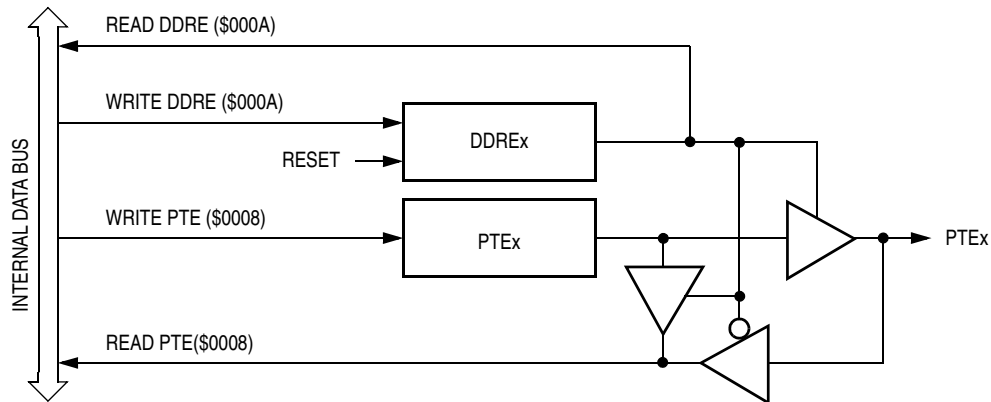 READ DDRE ($000A)
WRITE DDRE ($000A)
DDREx
RESET
INTERNAL DATA BUS
WRITE PTE ($0008)
PTEx
PTEx
READ PTE($0008)